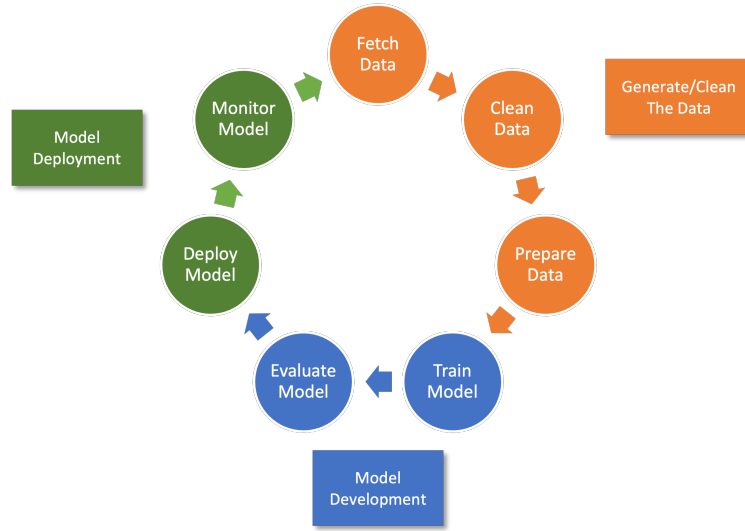 Fetch
Data
Monitor
Model
Clean
Data
Generate/Clean
The Data
Model
Deployment
Deploy
Model
Prepare
Data
Evaluate
Model
Train
Model
Model
Development